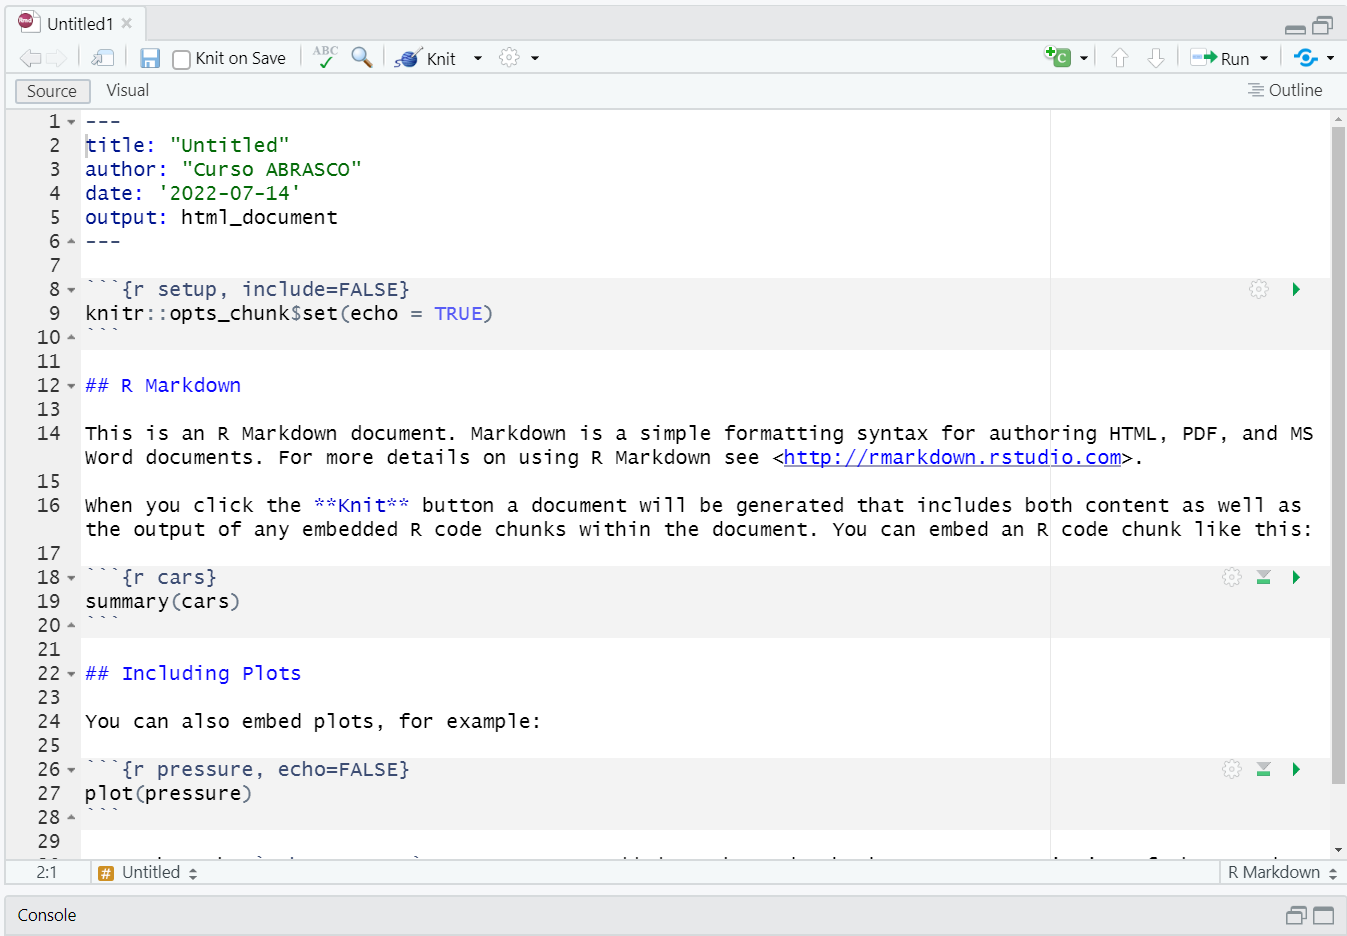 Untitled1
Knit on Save
ABC
Knit
Run
Source
Visual
Outline
1 ---
2 title: "Untitled"
3 author: "Curso ABRASCO"
4 date: '2022-07-14'
5 output: html_document
6 ---
7
8 ```{r setup, include=FALSE}
9 knitr::opts_chunk$set(echo = TRUE)
10 ```
11
12 ## R Markdown
13
14 This is an R Markdown document. Markdown is a simple formatting syntax for authoring HTML, PDF, and MS
Word documents. For more details on using R Markdown see <http://rmarkdown.rstudio.com>.
15
16 When you click the **Knit** button a document will be generated that includes both content as well as
the output of any embedded R code chunks within the document. You can embed an R code chunk like this:
17
18 ```{r cars}
19 summary(cars)
20 ```
21
22 ## Including Plots
23
24 You can also embed plots, for example:
25
26 ```{r pressure, echo=FALSE}
27 plot(pressure)
28 ```
29
2:1
# Untitled
R Markdown
Console